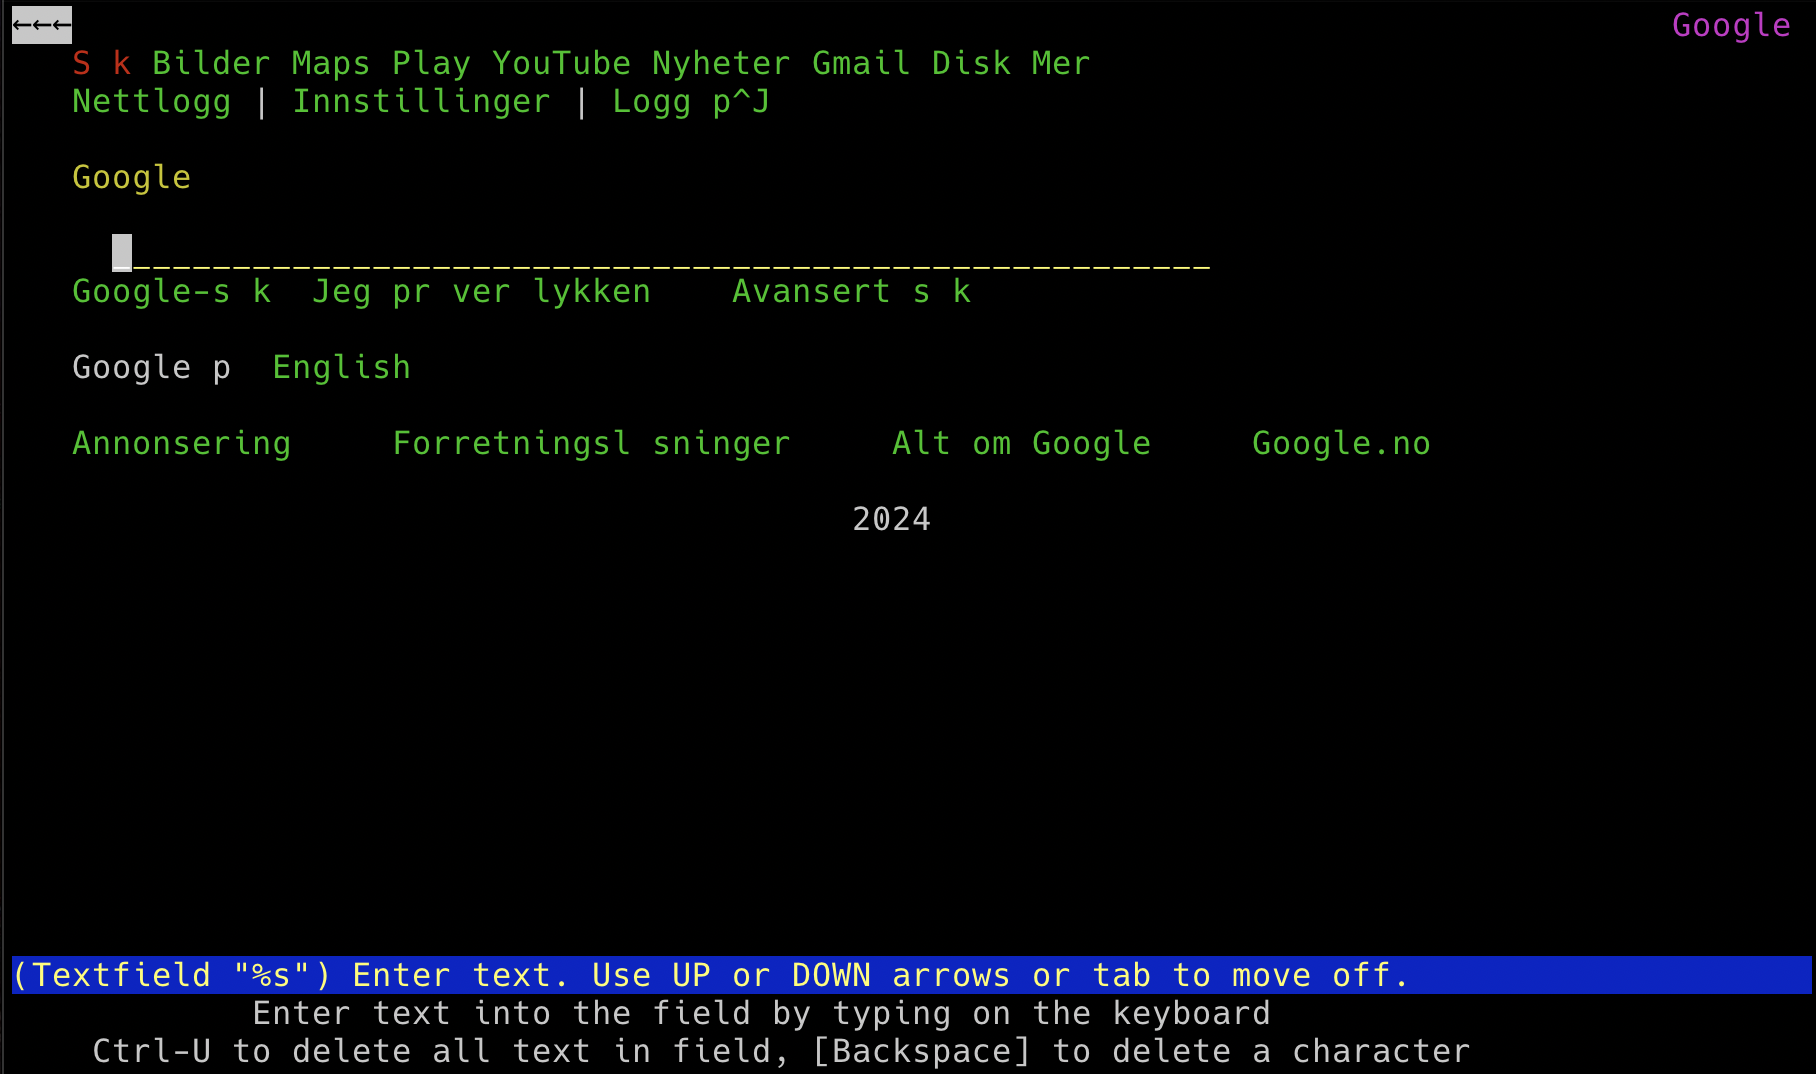 ←←← Google
S k Bilder Maps Play YouTube Nyheter Gmail Disk Mer
Nettlogg | Innstillinger | Logg p^J
Google
Google-s k Jeg pr ver lykken Avansert s k
Google p English
Annonsering Forretningsl sninger Alt om Google Google.no
2024
(Textfield "%s") Enter text. Use UP or DOWN arrows or tab to move off.
Enter text into the field by typing on the keyboard
Ctrl-U to delete all text in field, [Backspace] to delete a character